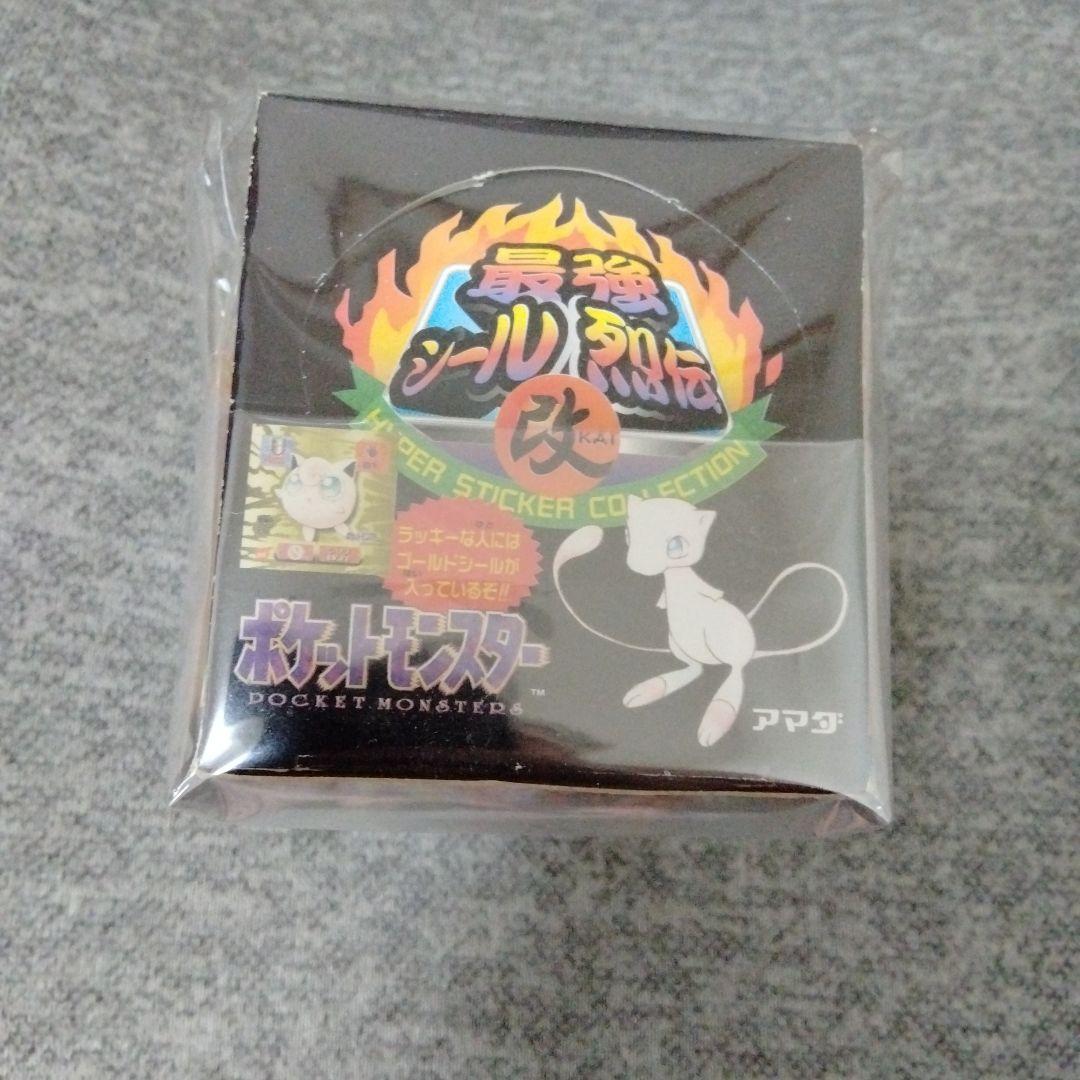 最強
シール烈伝
改
KAI
HYPER STICKER COLLECTION
ラッキーな人には
ゴールドシールが
入っているぞ!!
ポケットモンスター
™
POCKET MONSTERS
アマダ